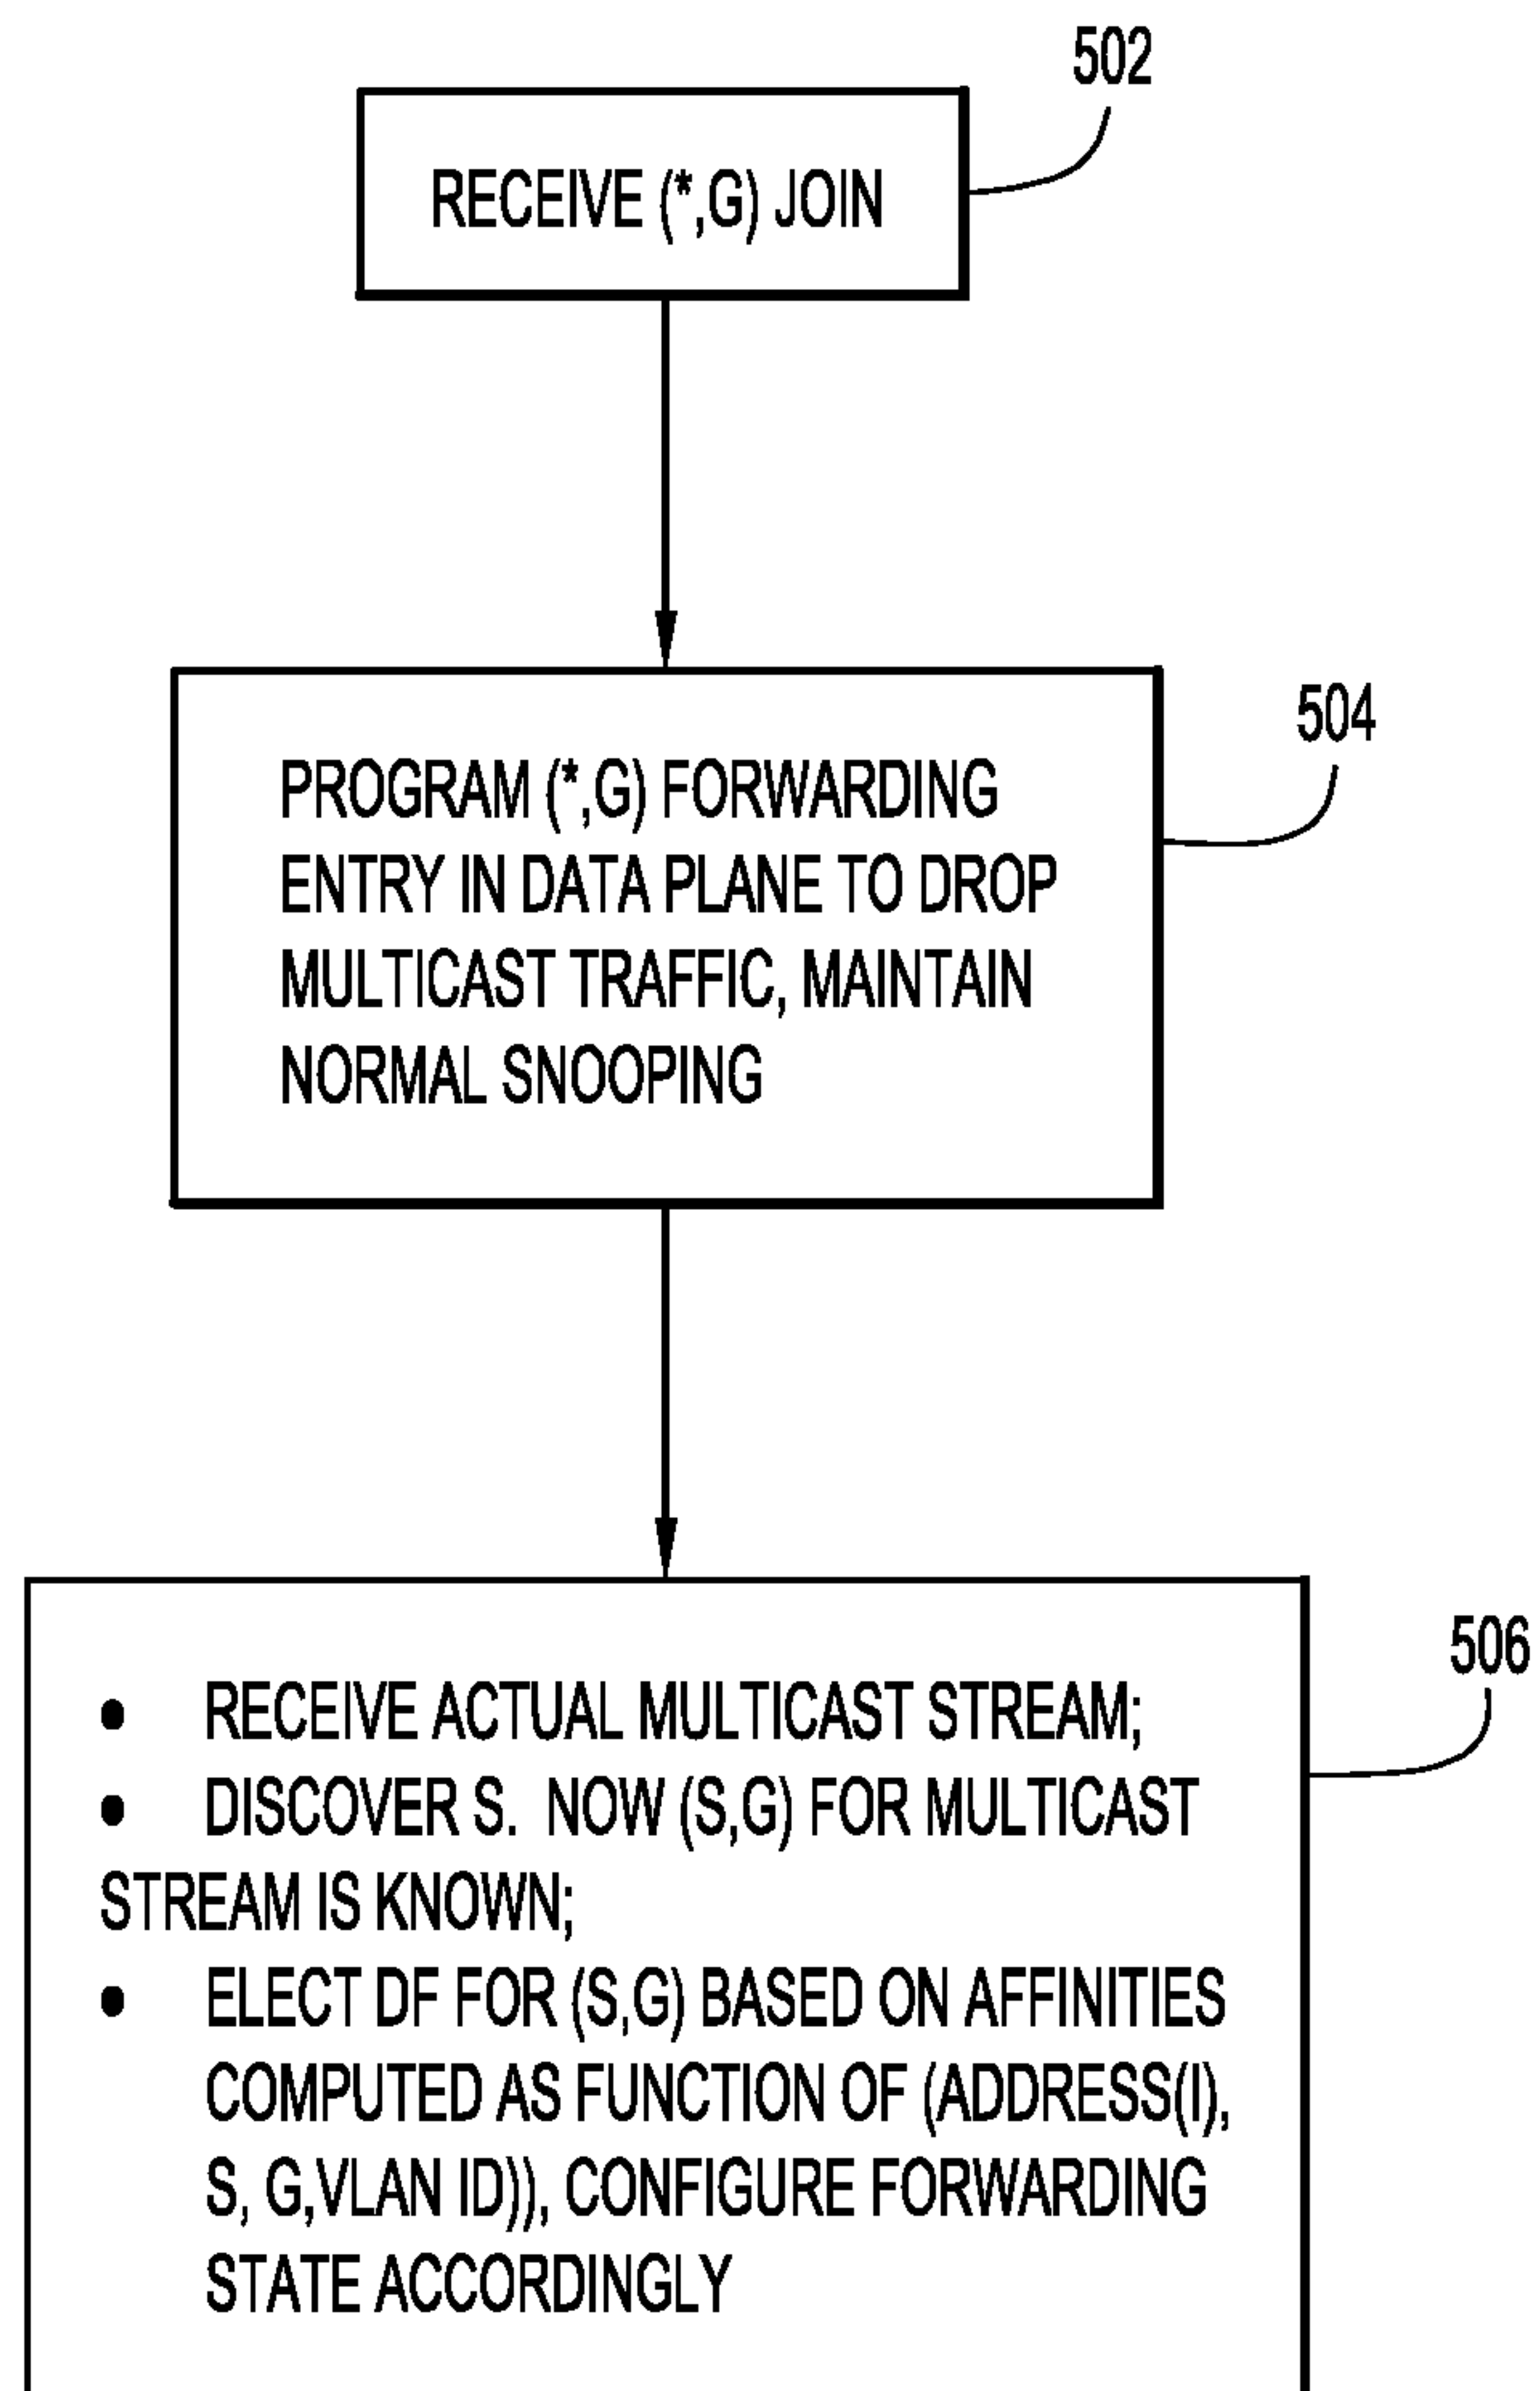 502
RECEIVE (*,G) JOIN
504
PROGRAM (*,G) FORWARDING
ENTRY IN DATA PLANE TO DROP
MULTICAST TRAFFIC, MAINTAIN
NORMAL SNOOPING
506
• RECEIVE ACTUAL MULTICAST STREAM;
• DISCOVER S. NOW (S,G) FOR MULTICAST
STREAM IS KNOWN;
• ELECT DF FOR (S,G) BASED ON AFFINITIES
COMPUTED AS FUNCTION OF (ADDRESS(I),
S, G,VLAN ID)), CONFIGURE FORWARDING
STATE ACCORDINGLY